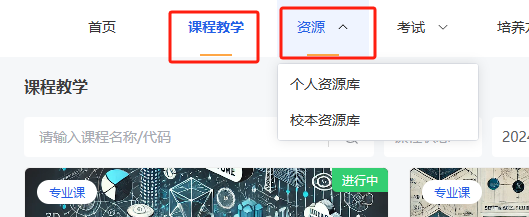 首页 课程教学 资源 考试
个人资源库
课程教学
校本资源库
请输入课程名称/代码 2024
进行中
专业课 专业课